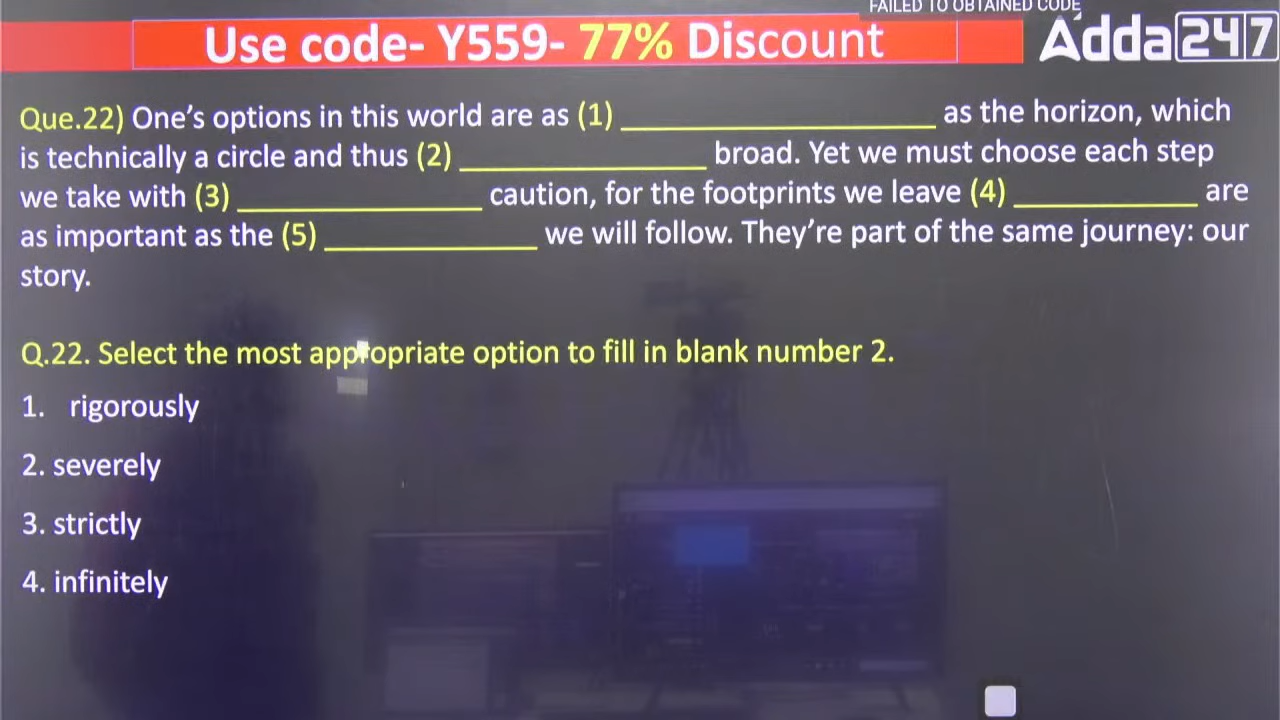 FAILED TO OBTAINED CODE
Use code- Y559- 77% Discount
Adda247
Que.22) One's options in this world are as (1) ____________________ as the horizon, which
is technically a circle and thus (2) ________________ broad. Yet we must choose each step
we take with (3) ________________ caution, for the footprints we leave (4) ____________ are
as important as the (5) ______________ we will follow. They're part of the same journey: our
story.
Q.22. Select the most appropriate option to fill in blank number 2.
1. rigorously
2. severely
3. strictly
4. infinitely